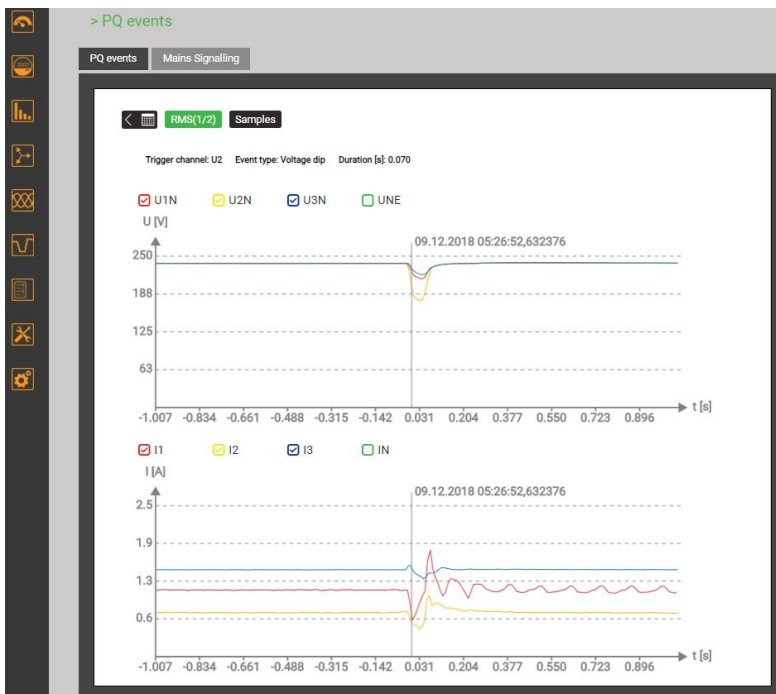 > PQ events
PQ events Mains Signalling
RMS(1/2) Samples
Trigger channel: U2 Event type: Voltage dip Duration [s]: 0.070
U1N U2N U3N UNE
U [V]
09.12.2018 05:26:52,632376
250
188
125
63
t [s]
-1.007 -0.834 -0.661 -0.488 -0.315 -0.142 0.031 0.204 0.377 0.550 0.723 0.896
I1 I2 I3 IN
I [A]
09.12.2018 05:26:52,632376
2.5
1.9
1.3
0.6
t [s]
-1.007 -0.834 -0.661 -0.488 -0.315 -0.142 0.031 0.204 0.377 0.550 0.723 0.896